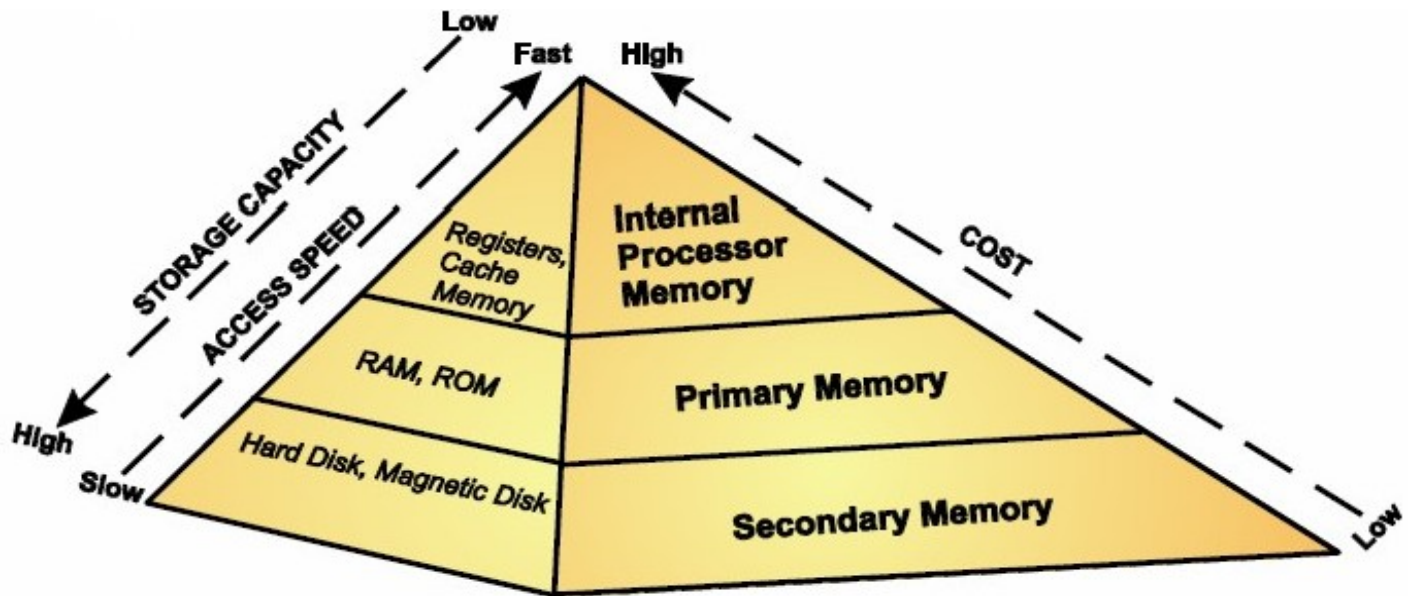 Low
Fast
High
STORAGE CAPACITY
ACCESS SPEED
COST
Registers,
Cache
Memory
Internal
Processor
Memory
RAM, ROM
Primary Memory
High
Slow
Hard Disk, Magnetic Disk
Secondary Memory
Low